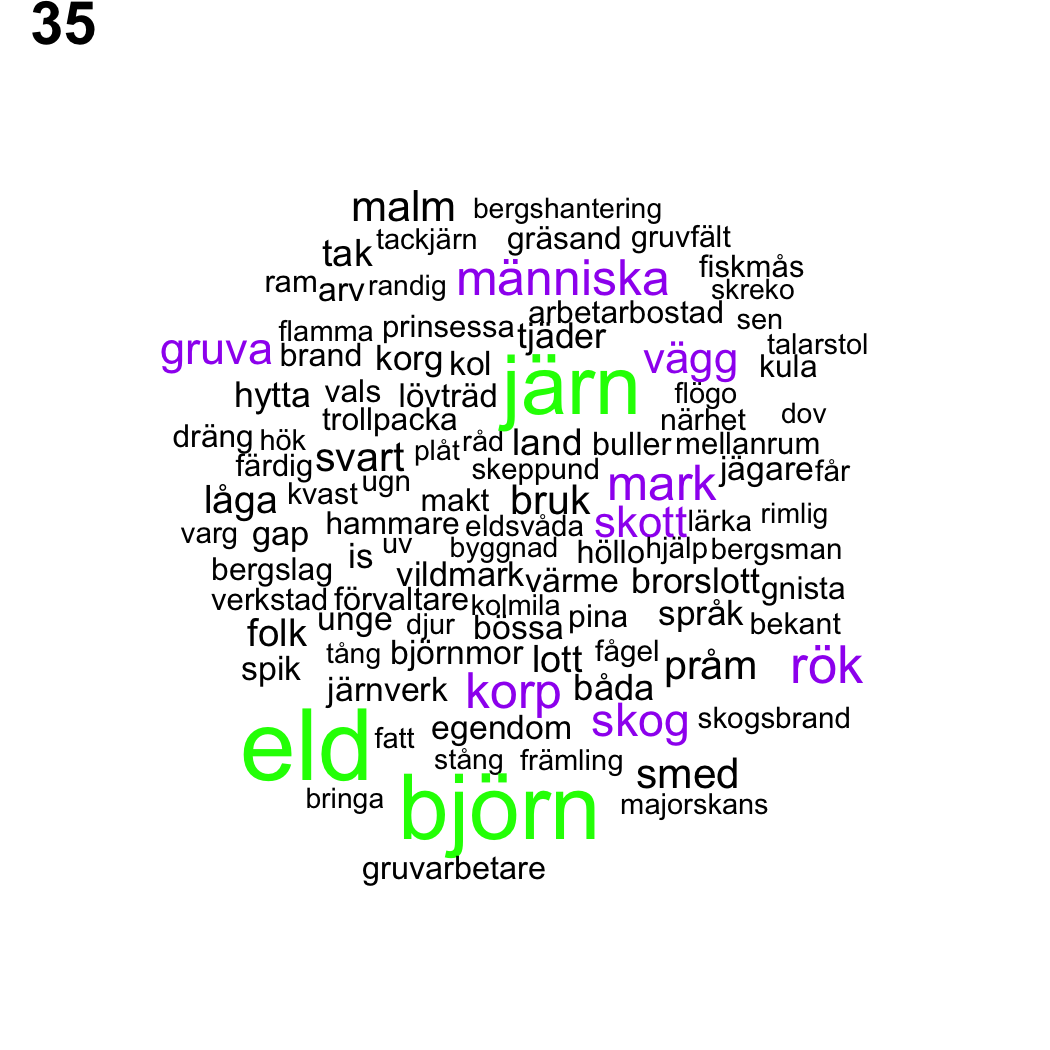 35
malm bergshantering
tak tackjärn gräsand gruvfält
ram arv randig människa fiskmås skreko
flamma prinsessa tjäder arbetarbostad sen
gruva brand korg kol järn vägg kula talarstol
hytta vals lövträd flögo
trollpacka närhet dov
dräng hök svart plåt råd land buller mellanrum
färdig skeppund mark jägare får
låga kvast ugn makt bruk
varg gap hammare eldsvåda skott lärka rimlig
is uv byggnad höllo hjälp bergsman
bergslag vildmark värme brorslott gnista
verkstad förvaltare kolmila
folk unge djur bössa pina språk bekant
spik tång björnmor lott fågel pråm rök
järnverk korp båda
eld fatt egendom skog skogsbrand
stång främling smed
bringa björn majorskans
gruvarbetare